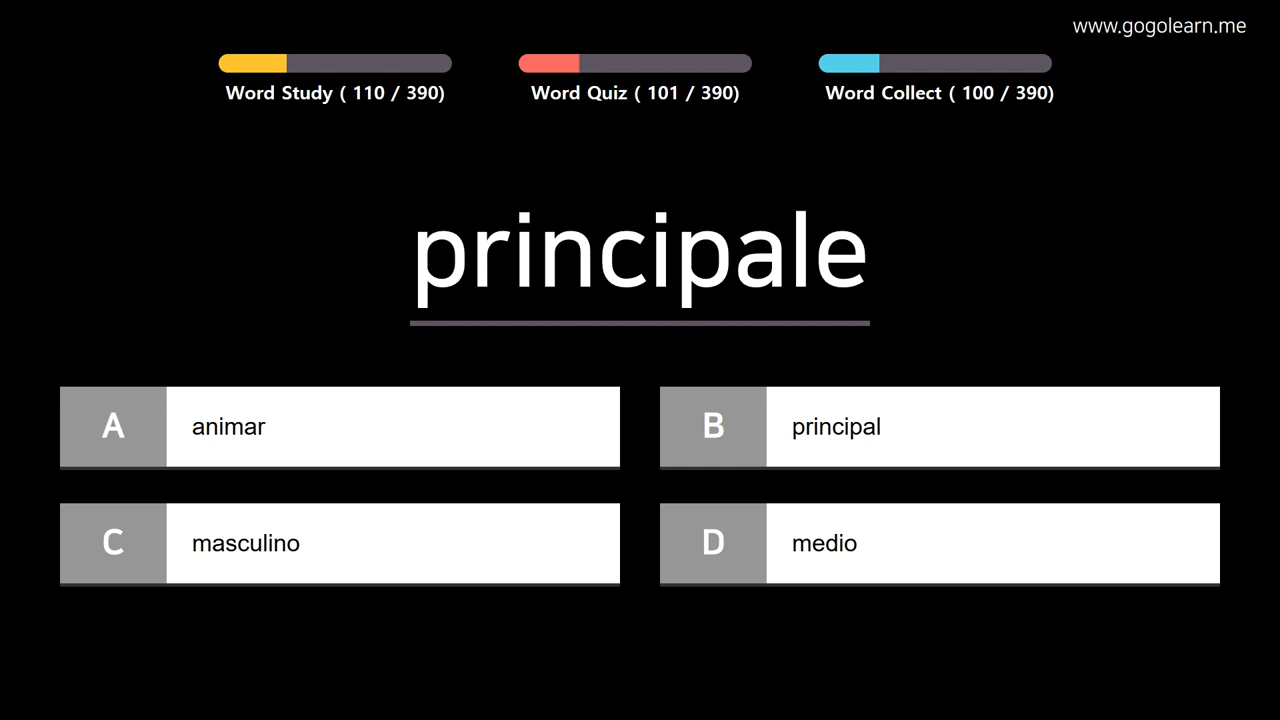 www.gogolearn.me
Word Study ( 110 / 390)
Word Quiz ( 101 / 390)
Word Collect ( 100 / 390)
principale
A animar
B principal
C masculino
D medio